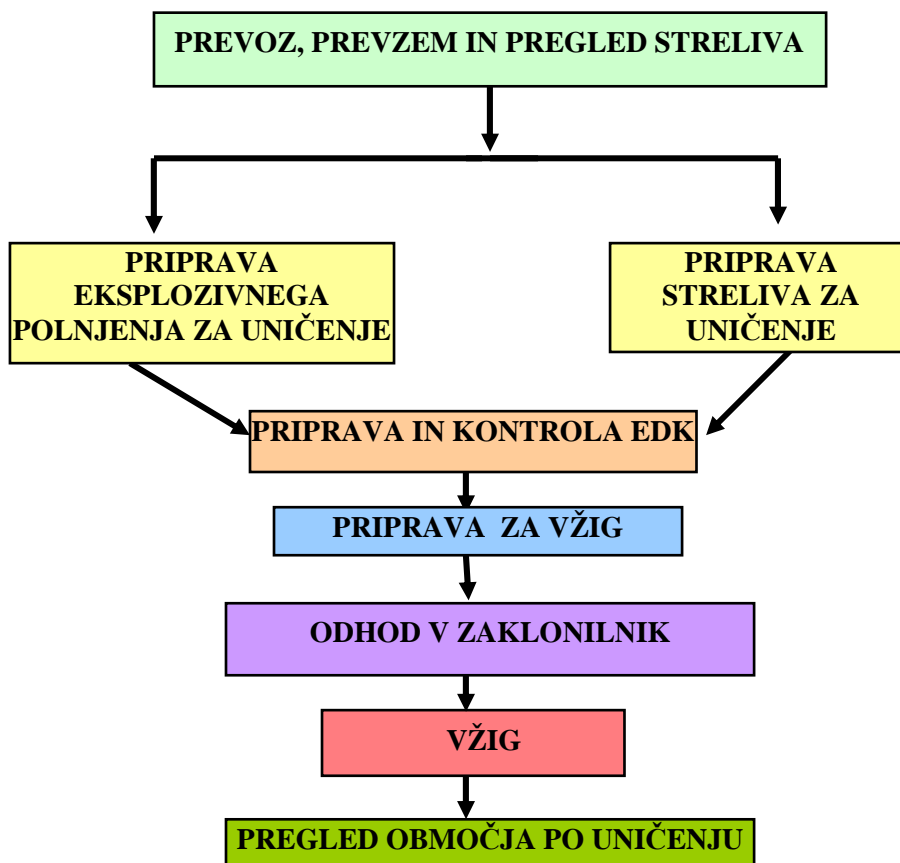 PREVOZ, PREVZEM IN PREGLED STRELIVA
PRIPRAVA
EKSPLOZIVNEGA
POLNJENJA ZA UNIČENJE
PRIPRAVA
STRELIVA ZA
UNIČENJE
PRIPRAVA IN KONTROLA EDK
PRIPRAVA ZA VŽIG
ODHOD V ZAKLONILNIK
VŽIG
PREGLED OBMOČJA PO UNIČENJU